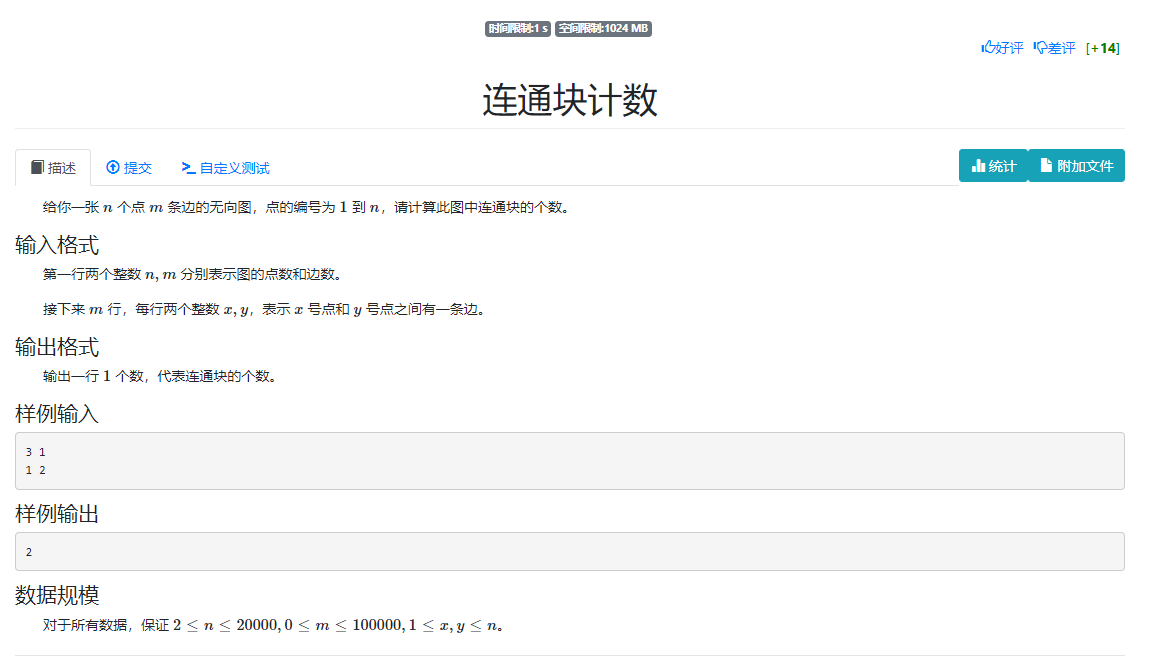 时间限制:1 s 空间限制:1024 MB
好评 差评 [+14]
连通块计数
描述 提交 自定义测试 统计 附加文件
给你一张 n 个点 m 条边的无向图，点的编号为 1 到 n，请计算此图中连通块的个数。
输入格式
第一行两个整数 n, m 分别表示图的点数和边数。
接下来 m 行，每行两个整数 x, y，表示 x 号点和 y 号点之间有一条边。
输出格式
输出一行 1 个数，代表连通块的个数。
样例输入
3 1
1 2
样例输出
2
数据规模
对于所有数据，保证 2 ≤ n ≤ 20000, 0 ≤ m ≤ 100000, 1 ≤ x, y ≤ n。